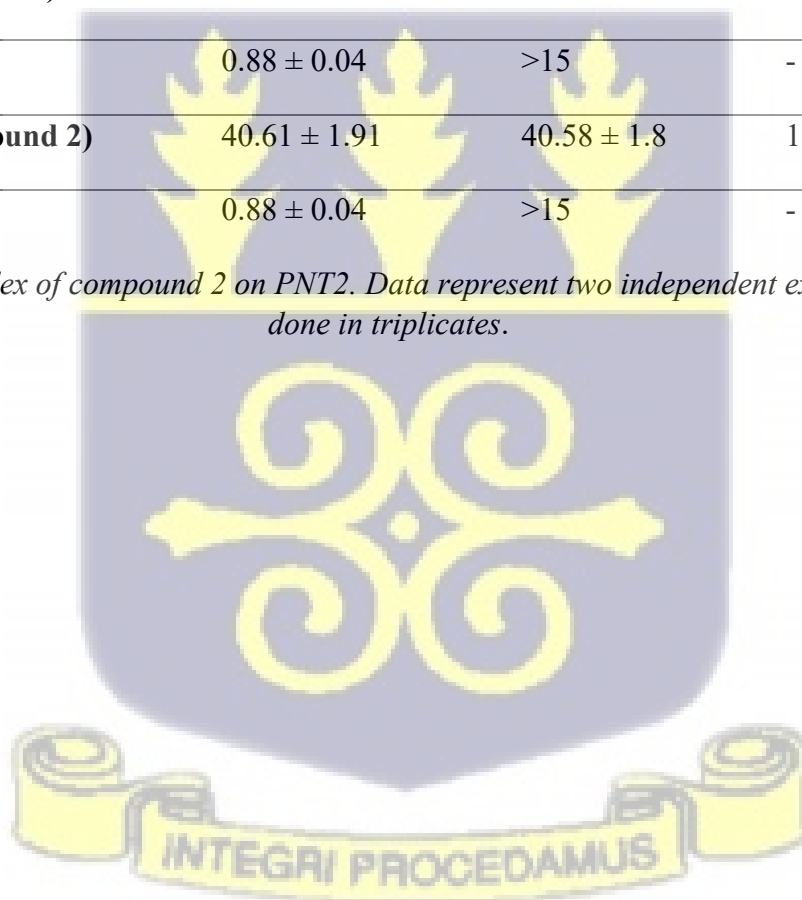 0.88 ± 0.04 >15 -
ound 2) 40.61 ± 1.91 40.58 ± 1.8 1
0.88 ± 0.04 >15 -
ex of compound 2 on PNT2. Data represent two independent ex
done in triplicates.
INTEGRI PROCEDAMUS